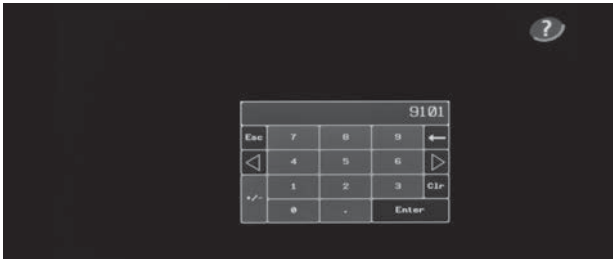 ?
9101
Esc 7 8 9 ←
◁ 4 5 6 ▷
+/- 1 2 3 Clr
0 . Enter